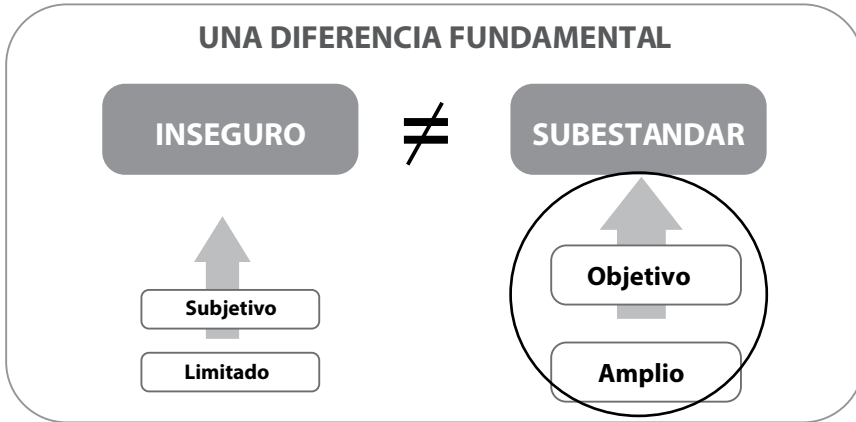 UNA DIFERENCIA FUNDAMENTAL
INSEGURO
≠
SUBESTANDAR
Subjetivo
Limitado
Objetivo
Amplio